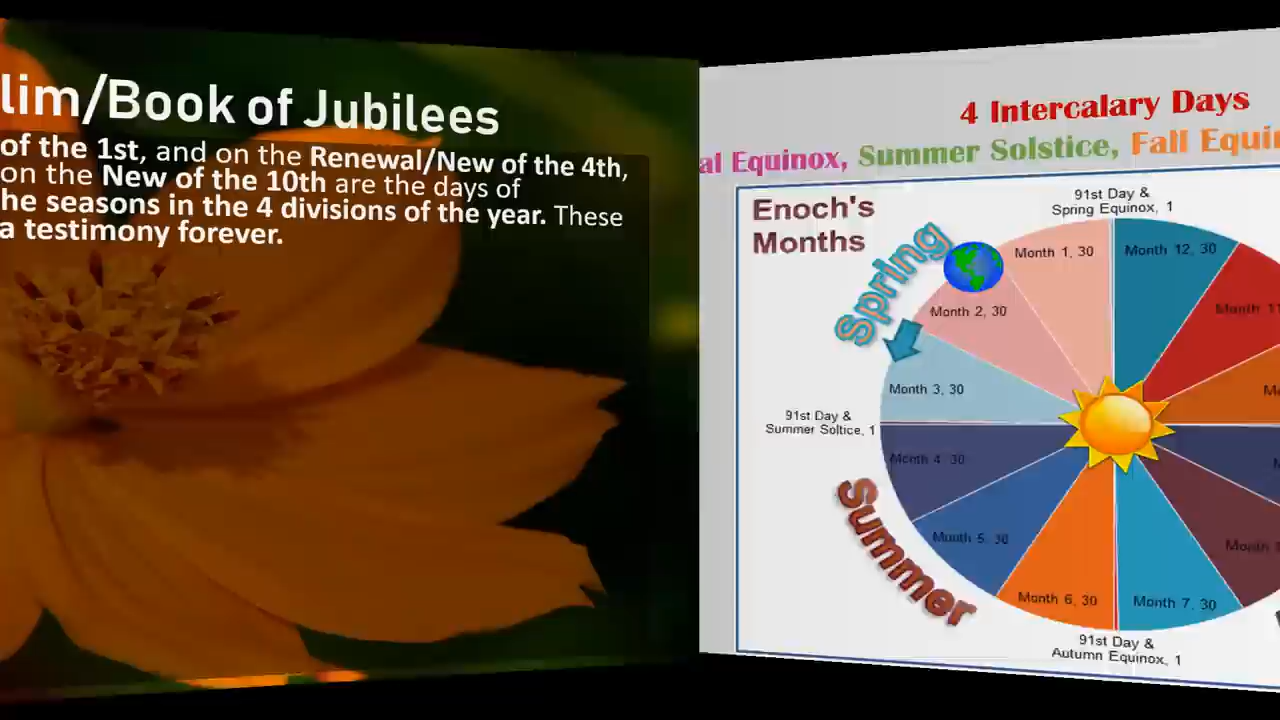 lim/Book of Jubilees
of the 1st, and on the Renewal/New of the 4th,
on the New of the 10th are the days of
he seasons in the 4 divisions of the year. These
a testimony forever.
4 Intercalary Days
al Equinox, Summer Solstice, Fall Equin
Enoch's
Months
91st Day &
Spring Equinox, 1
Spring
Month 1, 30
Month 12, 30
Month 2, 30
Month 11
Month 3, 30
91st Day &
Summer Soltice, 1
Month 4, 30
Month 5, 30
Summer
Month 6, 30
Month 7, 30
Month
91st Day &
Autumn Equinox, 1